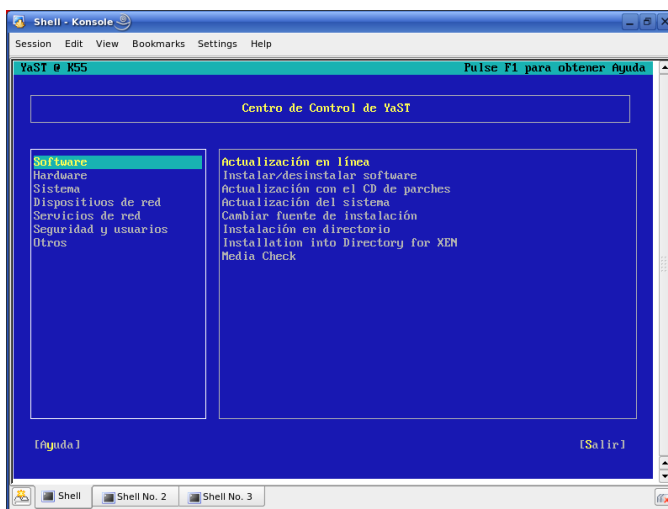 Shell - Konsole
Session Edit View Bookmarks Settings Help
YaST @ K55 Pulse F1 para obtener Ayuda
Centro de Control de YaST
Software
Hardware
Sistema
Dispositivos de red
Servicios de red
Seguridad y usuarios
Otros
Actualización en línea
Instalar/desinstalar software
Actualización con el CD de parches
Actualización del sistema
Cambiar fuente de instalación
Instalación en directorio
Installation into Directory for XEN
Media Check
[Ayuda] [Salir]
Shell Shell No. 2 Shell No. 3